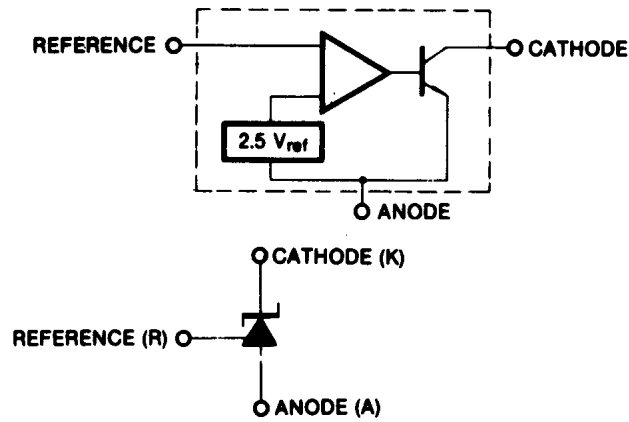 REFERENCE
CATHODE
2.5 Vref
ANODE
CATHODE (K)
REFERENCE (R)
ANODE (A)